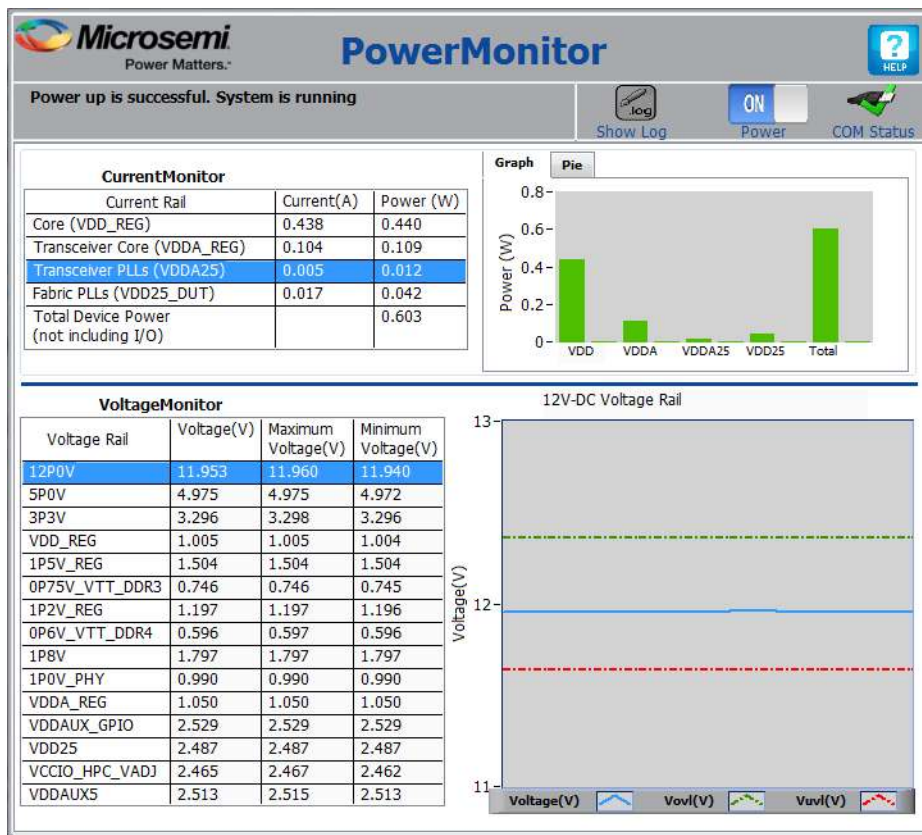 Microsemi
Power Matters.™
PowerMonitor
HELP
Power up is successful. System is running
.log
Show Log
ON
Power
COM Status
CurrentMonitor
Current Rail Current(A) Power (W)
Core (VDD_REG) 0.438 0.440
Transceiver Core (VDDA_REG) 0.104 0.109
Transceiver PLLs (VDDA25) 0.005 0.012
Fabric PLLs (VDD25_DUT) 0.017 0.042
Total Device Power 0.603
(not including I/O)
Graph Pie
Power (W)
0.8
0.6
0.4
0.2
0
VDD VDDA VDDA25 VDD25 Total
VoltageMonitor
Voltage Rail Voltage(V) Maximum Voltage(V) Minimum Voltage(V)
12P0V 11.953 11.960 11.940
5P0V 4.975 4.975 4.972
3P3V 3.296 3.298 3.296
VDD_REG 1.005 1.005 1.004
1P5V_REG 1.504 1.504 1.504
0P75V_VTT_DDR3 0.746 0.746 0.745
1P2V_REG 1.197 1.197 1.196
0P6V_VTT_DDR4 0.596 0.597 0.596
1P8V 1.797 1.797 1.797
1P0V_PHY 0.990 0.990 0.990
VDDA_REG 1.050 1.050 1.050
VDDAUX_GPIO 2.529 2.529 2.529
VDD25 2.487 2.487 2.487
VCCIO_HPC_VADJ 2.465 2.467 2.462
VDDAUX5 2.513 2.515 2.513
12V-DC Voltage Rail
Voltage(V)
13
12
11
Voltage(V) Vovl(V) Vuvl(V)